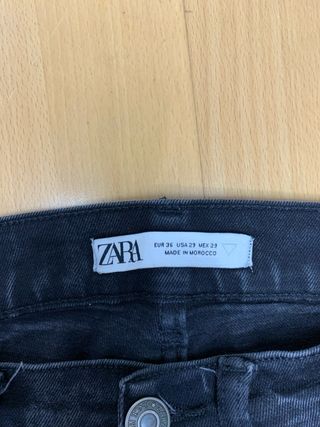 ZARA
EUR 36 USA 23 MEX 23
MADE IN MOROCCO